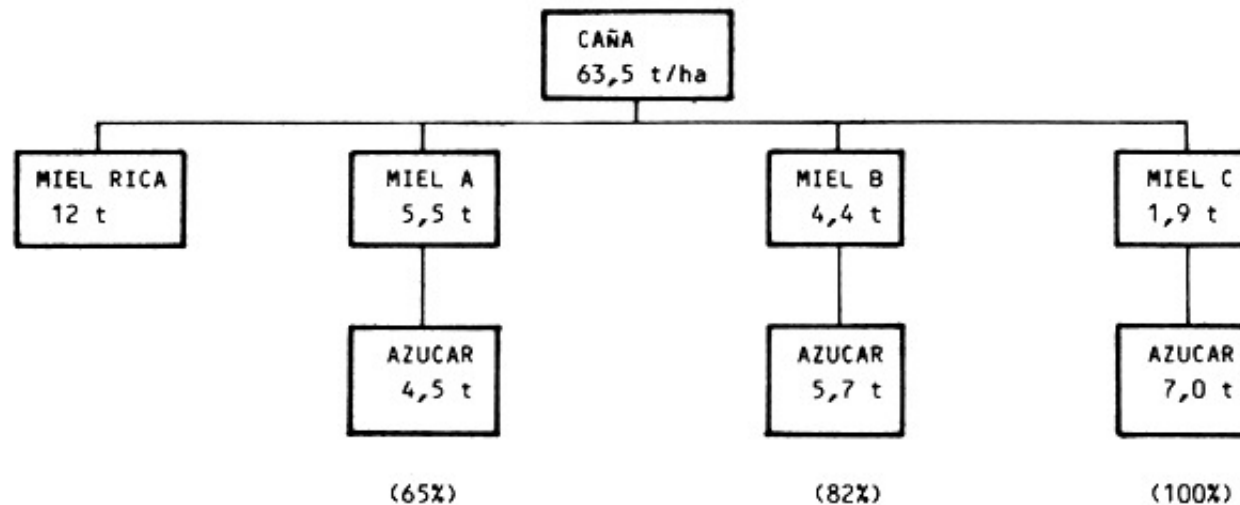 CAÑA
63,5 t/ha
MIEL RICA
12 t
MIEL A
5,5 t
MIEL B
4,4 t
MIEL C
1,9 t
AZUCAR
4,5 t
AZUCAR
5,7 t
AZUCAR
7,0 t
(65%)
(82%)
(100%)